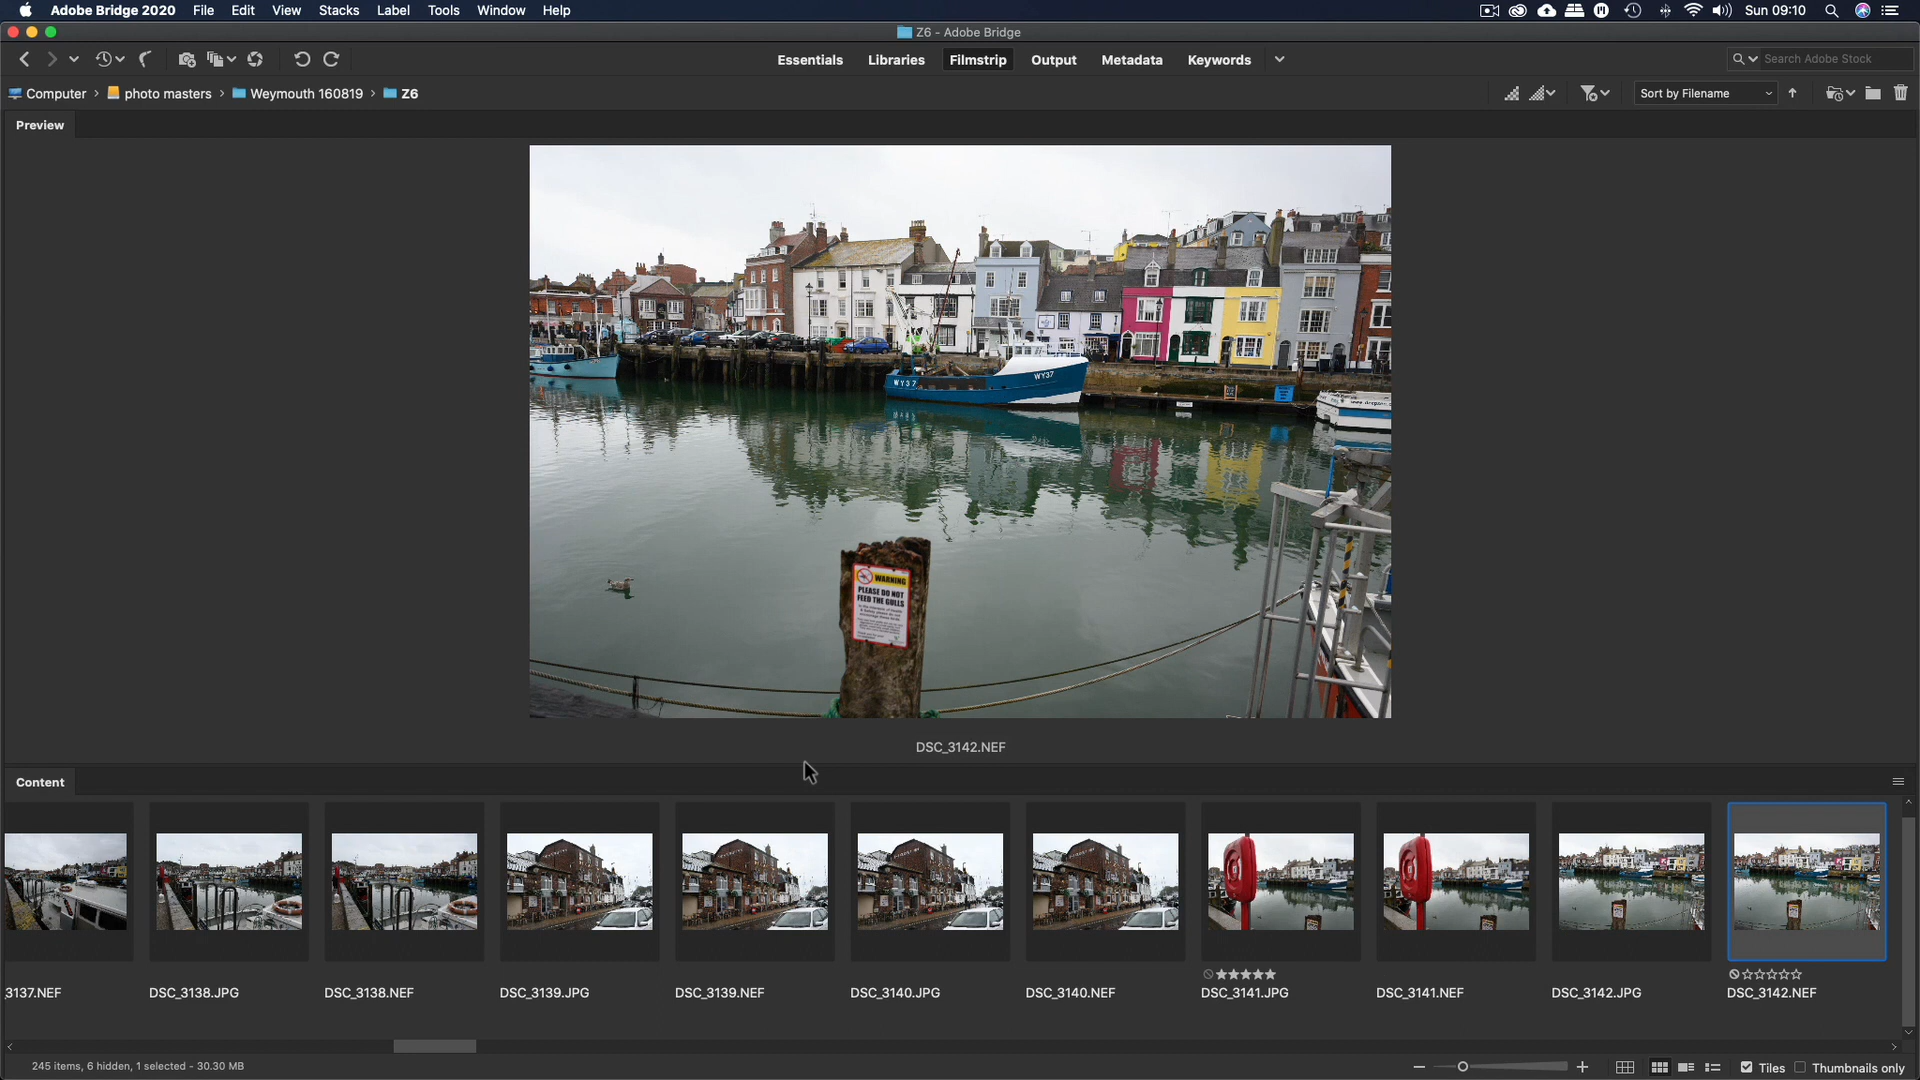 Adobe Bridge 2020 File Edit View Stacks Label Tools Window Help Sun 09:10
Z6 - Adobe Bridge
Essentials Libraries Filmstrip Output Metadata Keywords Search Adobe Stock
Computer photo masters Weymouth 160819 Z6 Sort by Filename
Preview
WY37 WY37
WARNING
PLEASE DO NOT
FEED THE GULLS
DSC_3142.NEF
Content
3137.NEF DSC_3138.JPG DSC_3138.NEF DSC_3139.JPG DSC_3139.NEF DSC_3140.JPG DSC_3140.NEF DSC_3141.JPG DSC_3141.NEF DSC_3142.JPG DSC_3142.NEF
245 items, 6 hidden, 1 selected - 30.30 MB Tiles Thumbnails only